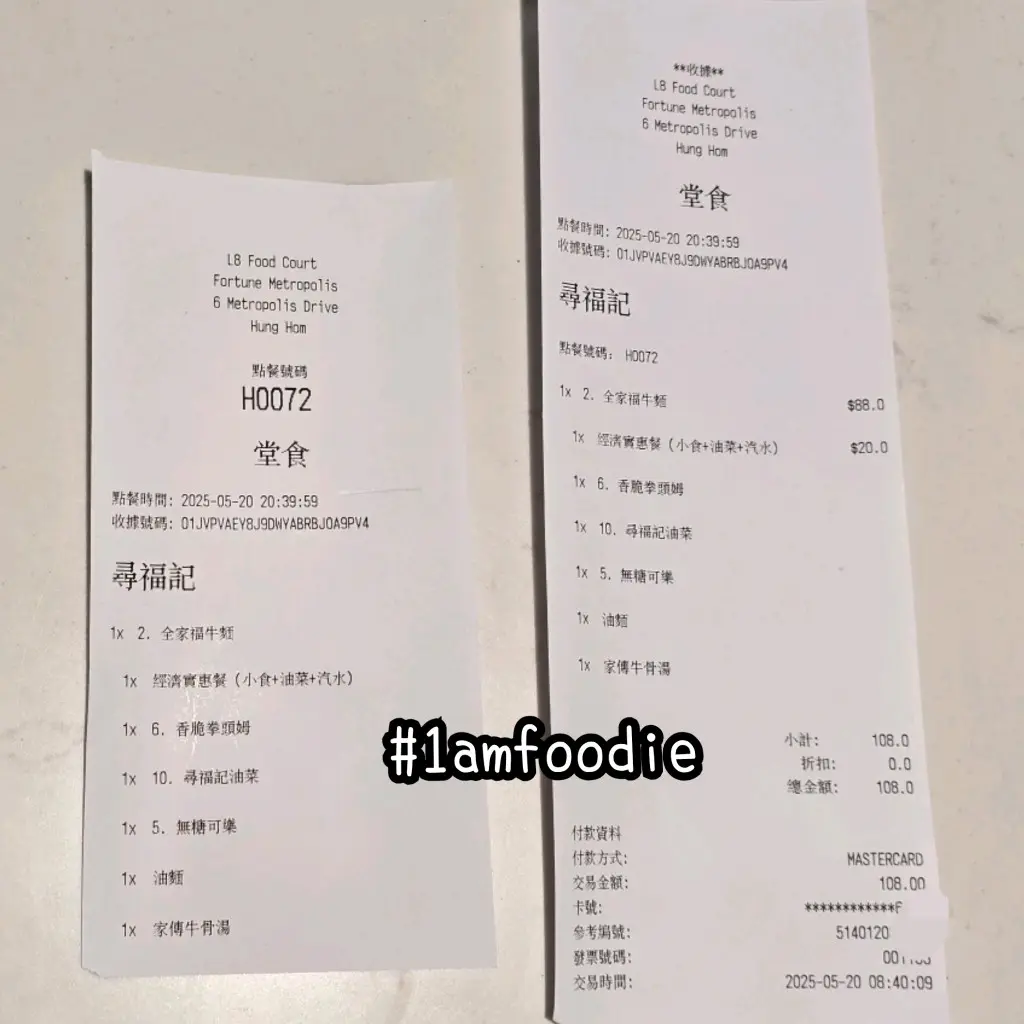 L8 Food Court
Fortune Metropolis
6 Metropolis Drive
Hung Hom
點餐號碼
H0072
堂食
點餐時間: 2025-05-20 20:39:59
收據號碼: 01JVPVAEY8J9DWYABRBJ0A9PV4
尋福記
1x 2. 全家福牛麵
1x 經濟實惠餐(小食+油菜+汽水)
1x 6. 香脆拳頭姆
1x 10. 尋福記油菜
1x 5. 無糖可樂
1x 油麵
1x 家傳牛骨湯
**收據**
L8 Food Court
Fortune Metropolis
6 Metropolis Drive
Hung Hom
堂食
點餐時間: 2025-05-20 20:39:59
收據號碼: 01JVPVAEY8J9DWYABRBJ0A9PV4
尋福記
點餐號碼: H0072
1x 2. 全家福牛麵 $88.0
1x 經濟實惠餐(小食+油菜+汽水) $20.0
1x 6. 香脆拳頭姆
1x 10. 尋福記油菜
1x 5. 無糖可樂
1x 油麵
1x 家傳牛骨湯
小計: 108.0
折扣: 0.0
總金額: 108.0
付款資料
付款方式: MASTERCARD
交易金額: 108.00
卡號: ************F
參考編號: 5140120
發票號碼:
交易時間: 2025-05-20 08:40:09
#1amfoodie